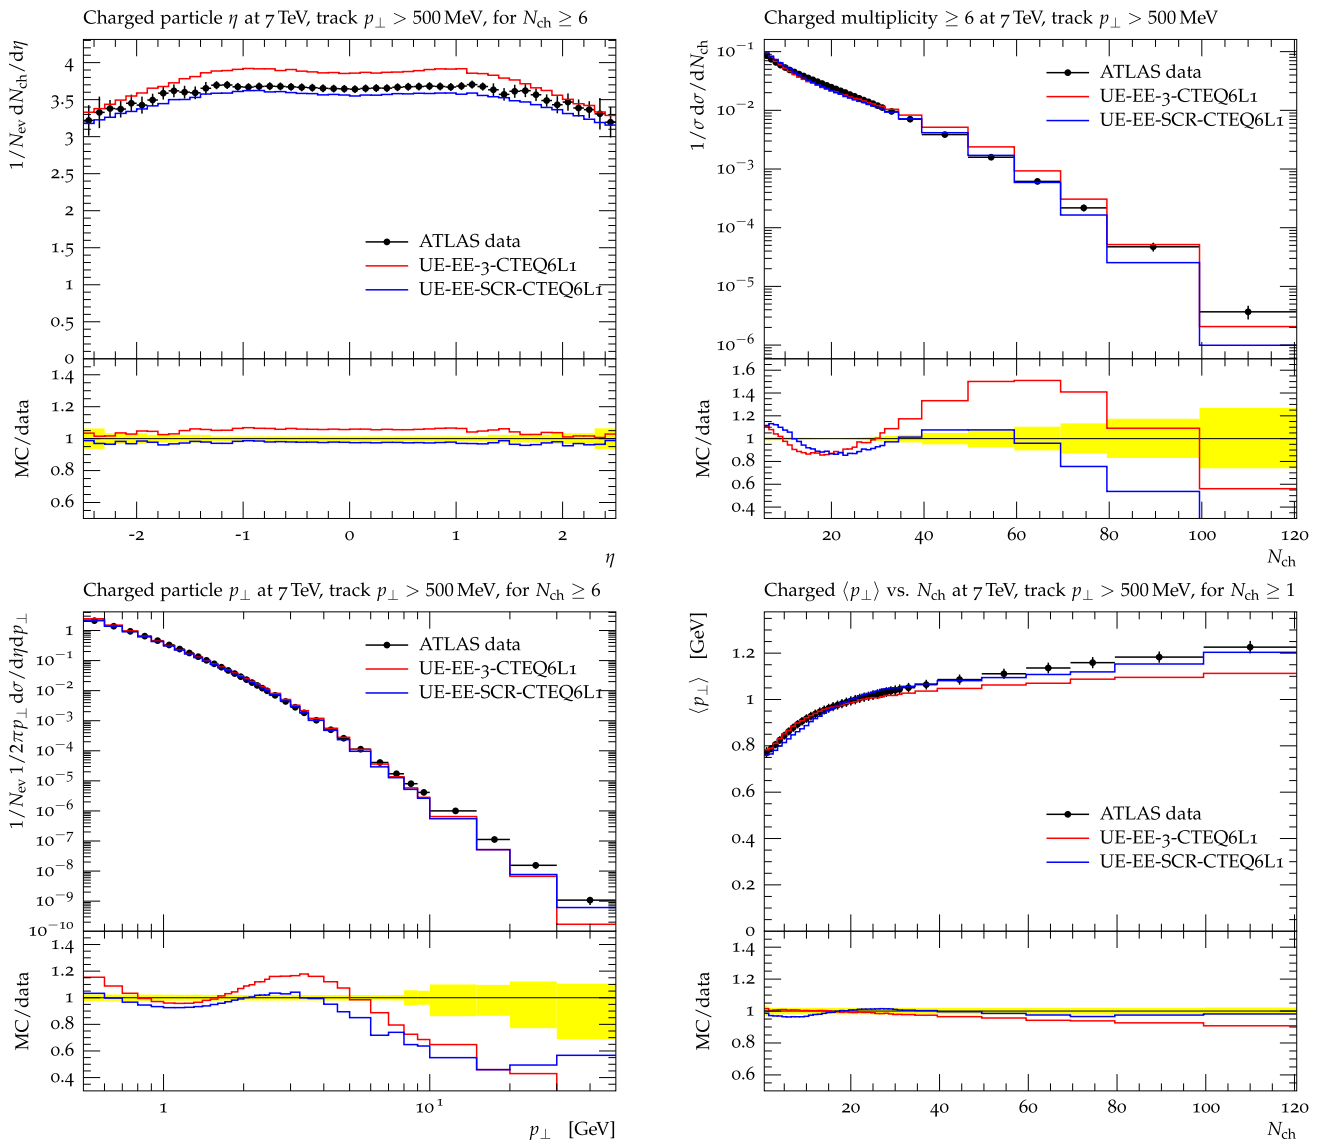 Charged particle η at 7 TeV, track p⊥ > 500 MeV, for Nch ≥ 6
1/Nev dNch/dη
4
3.5
3
2.5
2
1.5
1
0.5
0
ATLAS data
UE-EE-3-CTEQ6L1
UE-EE-SCR-CTEQ6L1
MC/data
1.4
1.2
1
0.8
0.6
-2 -1 0 1 2
η
Charged multiplicity ≥ 6 at 7 TeV, track p⊥ > 500 MeV
1/σ dσ/dNch
10−1
10−2
10−3
10−4
10−5
10−6
ATLAS data
UE-EE-3-CTEQ6L1
UE-EE-SCR-CTEQ6L1
MC/data
1.6
1.4
1.2
1
0.8
0.6
0.4
20 40 60 80 100 120
Nch
Charged particle p⊥ at 7 TeV, track p⊥ > 500 MeV, for Nch ≥ 6
1/Nev 1/2πp⊥ dσ/dηdp⊥
1
10−1
10−2
10−3
10−4
10−5
10−6
10−7
10−8
10−9
10−10
ATLAS data
UE-EE-3-CTEQ6L1
UE-EE-SCR-CTEQ6L1
MC/data
1.4
1.2
1
0.8
0.6
0.4
1 101
p⊥ [GeV]
Charged ⟨p⊥⟩ vs. Nch at 7 TeV, track p⊥ > 500 MeV, for Nch ≥ 1
⟨p⊥⟩ [GeV]
1.2
1.0
0.8
0.6
0.4
0.2
0
ATLAS data
UE-EE-3-CTEQ6L1
UE-EE-SCR-CTEQ6L1
MC/data
1.4
1.2
1.0
0.8
0.6
20 40 60 80 100 120
Nch